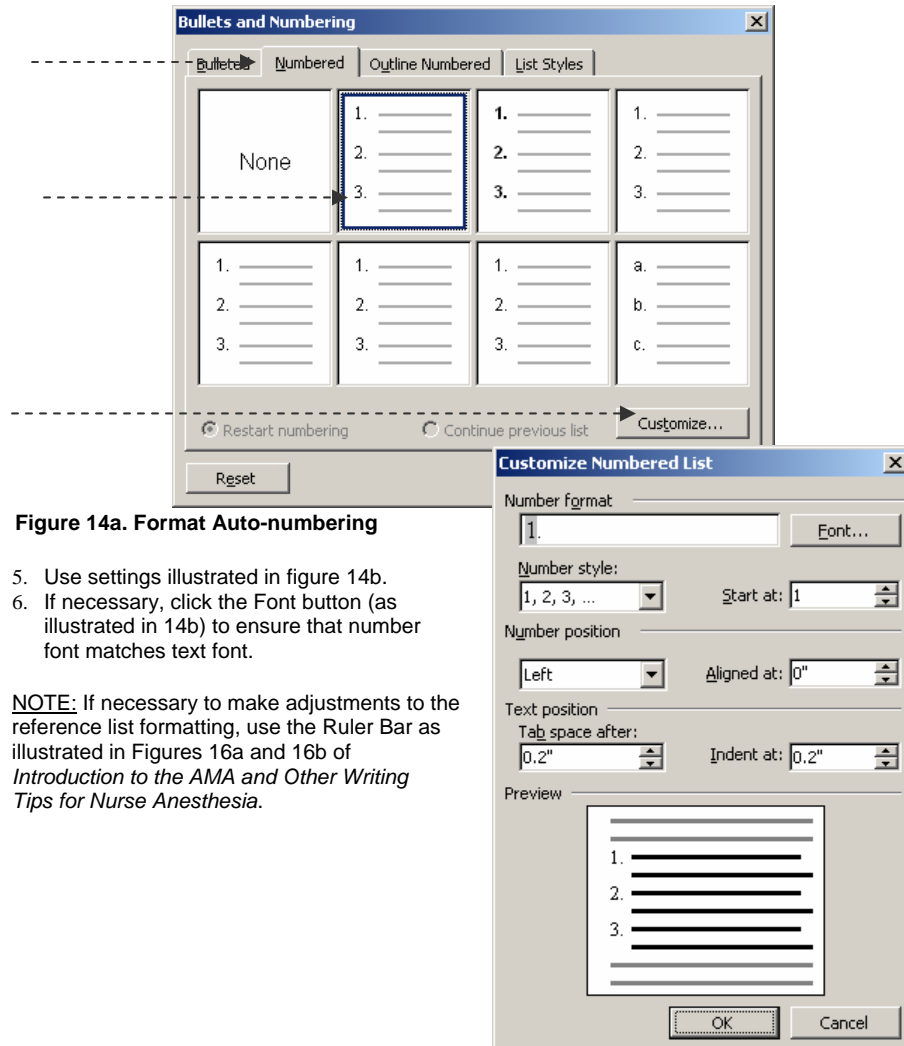 Bullets and Numbering
Bulleted Numbered Outline Numbered List Styles
None
1.
2.
3.
1.
2.
3.
1.
2.
3.
1.
2.
3.
1.
2.
3.
1.
2.
3.
a.
b.
c.
Restart numbering Continue previous list Customize...
Reset
Figure 14a. Format Auto-numbering
5. Use settings illustrated in figure 14b.
6. If necessary, click the Font button (as
illustrated in 14b) to ensure that number
font matches text font.
NOTE: If necessary to make adjustments to the
reference list formatting, use the Ruler Bar as
illustrated in Figures 16a and 16b of
Introduction to the AMA and Other Writing
Tips for Nurse Anesthesia.
Customize Numbered List
Number format
1. Font...
Number style:
1, 2, 3, ... Start at: 1
Number position
Left Aligned at: 0"
Text position
Tab space after:
0.2" Indent at: 0.2"
Preview
1.
2.
3.
OK Cancel